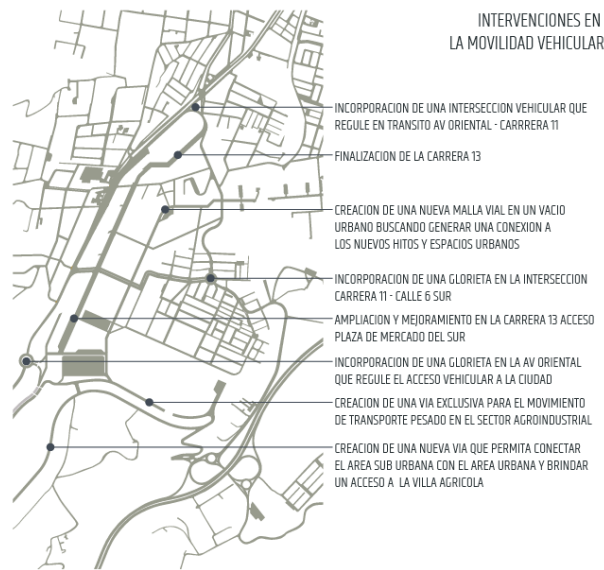 INTERVENCIONES EN
LA MOVILIDAD VEHICULAR
INCORPORACION DE UNA INTERSECCION VEHICULAR QUE
REGULE EN TRANSITO AV ORIENTAL - CARRRERA 11
FINALIZACION DE LA CARRERA 13
CREACION DE UNA NUEVA MALLA VIAL EN UN VACIO
URBANO BUSCANDO GENERAR UNA CONEXION A
LOS NUEVOS HITOS Y ESPACIOS URBANOS
INCORPORACION DE UNA GLORIETA EN LA INTERSECCION
CARRERA 11 - CALLE 6 SUR
AMPLIACION Y MEJORAMIENTO EN LA CARRERA 13 ACCESO
PLAZA DE MERCADO DEL SUR
INCORPORACION DE UNA GLORIETA EN LA AV ORIENTAL
QUE REGULE EL ACCESO VEHICULAR A LA CIUDAD
CREACION DE UNA VIA EXCLUSIVA PARA EL MOVIMIENTO
DE TRANSPORTE PESADO EN EL SECTOR AGROINDUSTRIAL
CREACION DE UNA NUEVA VIA QUE PERMITA CONECTAR
EL AREA SUB URBANA CON EL AREA URBANA Y BRINDAR
UN ACCESO A LA VILLA AGRICOLA